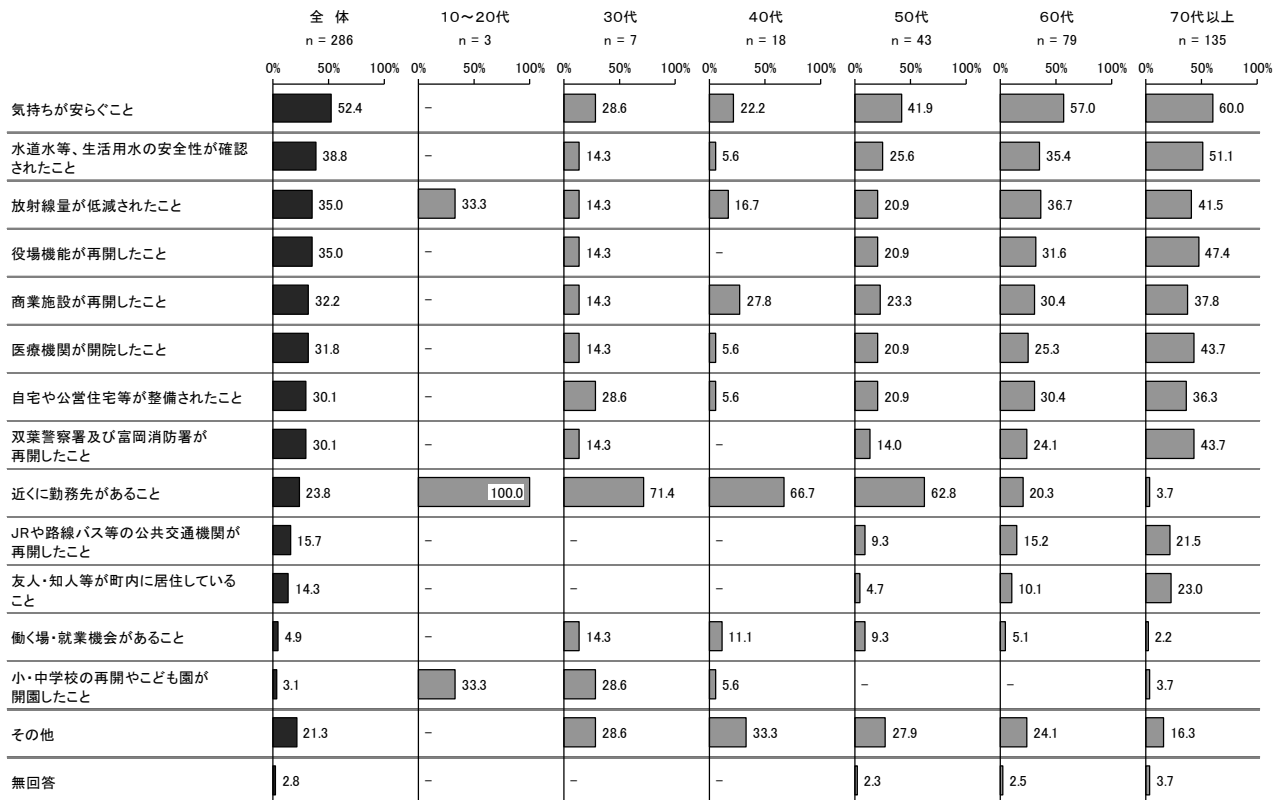 全 体 10～20代 30代 40代 50代 60代 70代以上
n = 286 n = 3 n = 7 n = 18 n = 43 n = 79 n = 135
0% 50% 100% 0% 50% 100% 0% 50% 100% 0% 50% 100% 0% 50% 100% 0% 50% 100% 0% 50% 100%
気持ちが安らぐこと 52.4 － 28.6 22.2 41.9 57.0 60.0
水道水等、生活用水の安全性が確認
されたこと 38.8 － 14.3 5.6 25.6 35.4 51.1
放射線量が低減されたこと 35.0 33.3 14.3 16.7 20.9 36.7 41.5
役場機能が再開したこと 35.0 － 14.3 － 20.9 31.6 47.4
商業施設が再開したこと 32.2 － 14.3 27.8 23.3 30.4 37.8
医療機関が開院したこと 31.8 － 14.3 5.6 20.9 25.3 43.7
自宅や公営住宅等が整備されたこと 30.1 － 28.6 5.6 20.9 30.4 36.3
双葉警察署及び富岡消防署が
再開したこと 30.1 － 14.3 － 14.0 24.1 43.7
近くに勤務先があること 23.8 100.0 71.4 66.7 62.8 20.3 3.7
JRや路線バス等の公共交通機関が
再開したこと 15.7 － － － 9.3 15.2 21.5
友人・知人等が町内に居住している
こと 14.3 － － － 4.7 10.1 23.0
働く場・就業機会があること 4.9 － 14.3 11.1 9.3 5.1 2.2
小・中学校の再開やこども園が
開園したこと 3.1 33.3 28.6 5.6 － － 3.7
その他 21.3 － 28.6 33.3 27.9 24.1 16.3
無回答 2.8 － － － 2.3 2.5 3.7